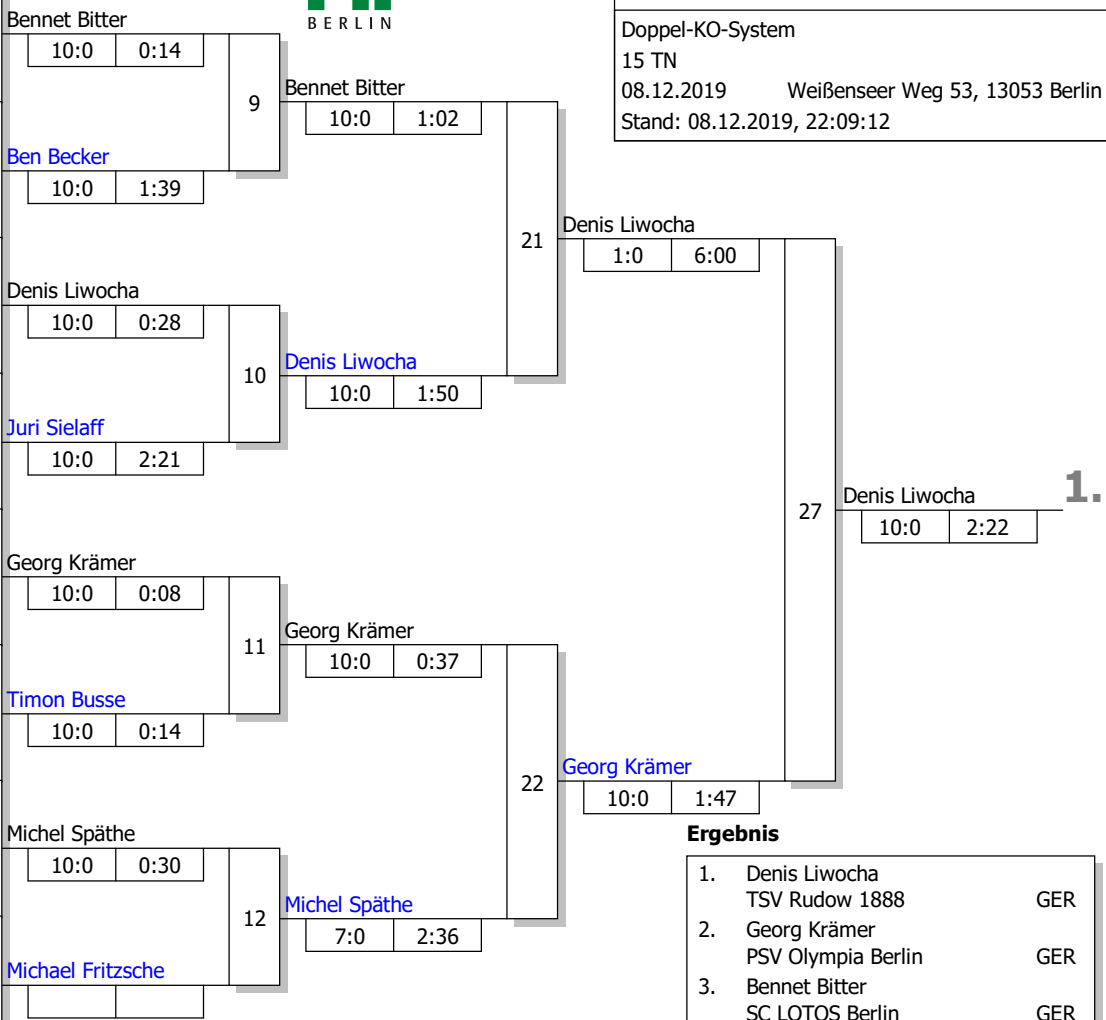 BERLIN
Doppel-KO-System
15 TN
08.12.2019 Weißenseer Weg 53, 13053 Berlin
Stand: 08.12.2019, 22:09:12
Bennet Bitter
10:0 0:14
9
Ben Becker
10:0 1:39
Bennet Bitter
10:0 1:02
21
Denis Liwocha
10:0 0:28
10
Juri Sielaff
10:0 2:21
Denis Liwocha
10:0 1:50
Denis Liwocha
1:0 6:00
27
Denis Liwocha
10:0 2:22
1.
Georg Krämer
10:0 0:08
11
Timon Busse
10:0 0:14
Georg Krämer
10:0 0:37
22
Georg Krämer
10:0 1:47
Michel Späthe
10:0 0:30
12
Michael Fritzsche
Michel Späthe
7:0 2:36
Ergebnis
1. Denis Liwocha
TSV Rudow 1888 GER
2. Georg Krämer
PSV Olympia Berlin GER
3. Bennet Bitter
SC LOTOS Berlin GER